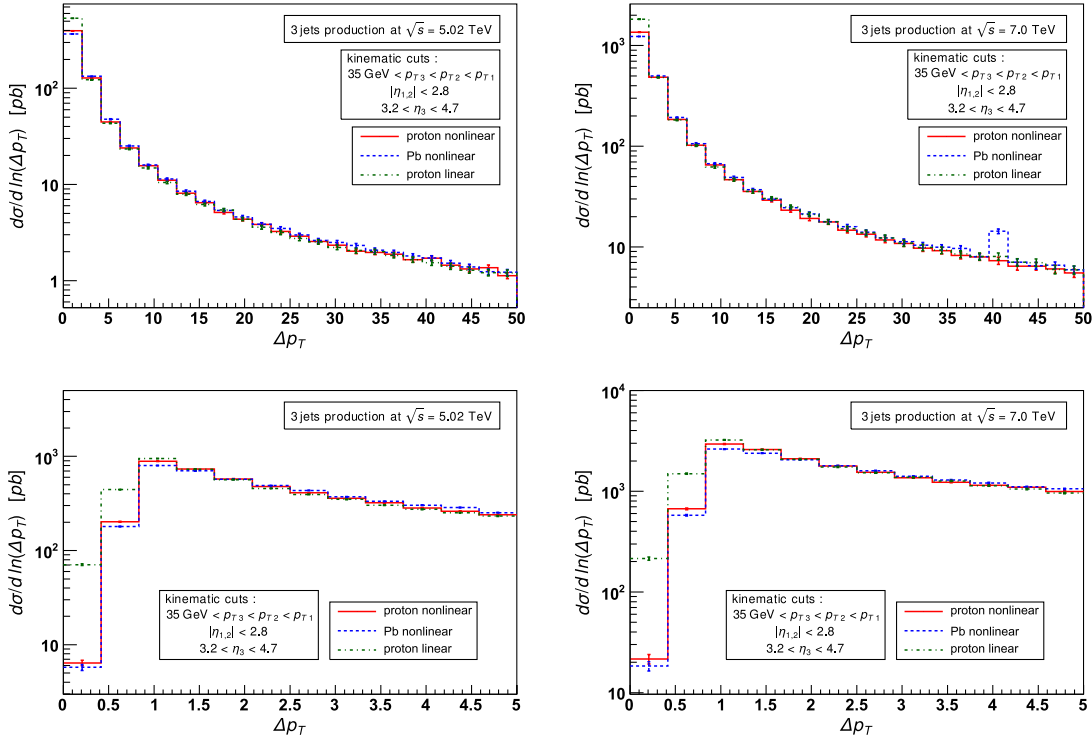 3 jets production at √s = 5.02 TeV
kinematic cuts :
35 GeV < p_T3 < p_T2 < p_T1
|η_1,2| < 2.8
3.2 < η_3 < 4.7
proton nonlinear
Pb nonlinear
proton linear
dσ/d ln(Δp_T) [pb]
10²
10
1
0 5 10 15 20 25 30 35 40 45 50
Δp_T
3 jets production at √s = 7.0 TeV
kinematic cuts :
35 GeV < p_T3 < p_T2 < p_T1
|η_1,2| < 2.8
3.2 < η_3 < 4.7
proton nonlinear
Pb nonlinear
proton linear
dσ/d ln(Δp_T) [pb]
10³
10²
10
0 5 10 15 20 25 30 35 40 45 50
Δp_T
3 jets production at √s = 5.02 TeV
dσ/d ln(Δp_T) [pb]
10³
10²
10
kinematic cuts :
35 GeV < p_T3 < p_T2 < p_T1
|η_1,2| < 2.8
3.2 < η_3 < 4.7
proton nonlinear
Pb nonlinear
proton linear
0 0.5 1 1.5 2 2.5 3 3.5 4 4.5 5
Δp_T
3 jets production at √s = 7.0 TeV
dσ/d ln(Δp_T) [pb]
10⁴
10³
10²
10
kinematic cuts :
35 GeV < p_T3 < p_T2 < p_T1
|η_1,2| < 2.8
3.2 < η_3 < 4.7
proton nonlinear
Pb nonlinear
proton linear
0 0.5 1 1.5 2 2.5 3 3.5 4 4.5 5
Δp_T